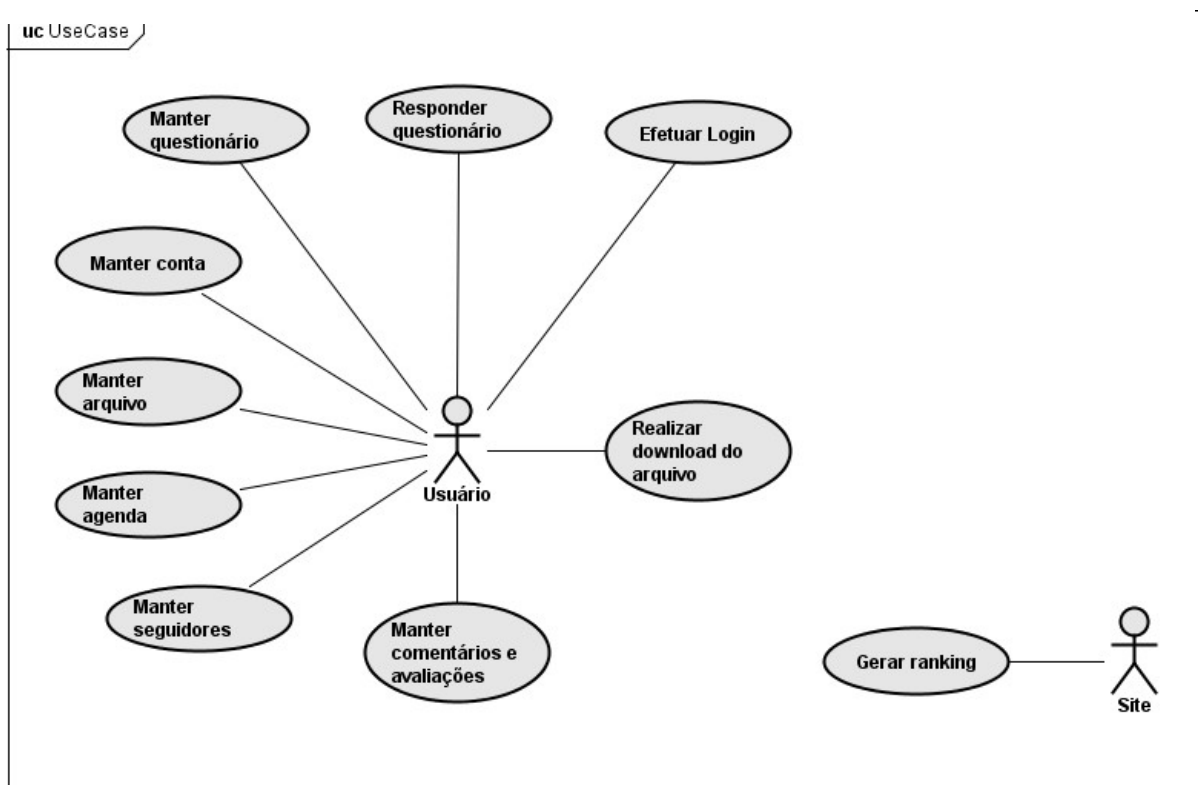 uc UseCase
Manter
questionário
Responder
questionário
Efetuar Login
Manter conta
Manter
arquivo
Realizar
download do
arquivo
Usuário
Manter
agenda
Manter
seguidores
Manter
comentários e
avaliações
Gerar ranking
Site